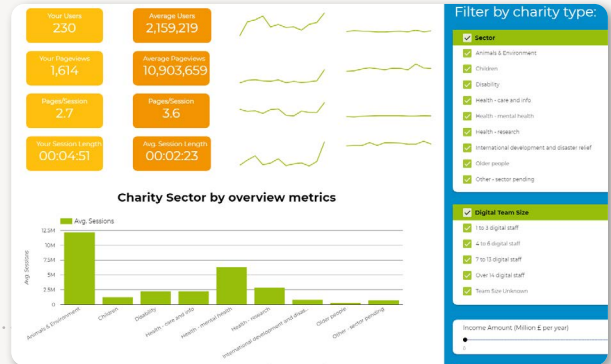 Your Users
230
Average Users
2,159,219
Your Pageviews
1,614
Average Pageviews
10,903,659
Pages/Session
2.7
Pages/Session
3.6
Your Session Length
00:04:51
Avg. Session Length
00:02:23
Charity Sector by overview metrics
Avg. Sessions
12.5M
10M
7.5M
5M
2.5M
0
Avg. Sessions
Animals & Environment
Children
Disability
Health - care and info
Health - mental health
Health - research
International development and disas...
Older people
Other - sector pending
Filter by charity type:
Sector
Animals & Environment
Children
Disability
Health - care and info
Health - mental health
Health - research
International development and disaster relief
Older people
Other - sector pending
Digital Team Size
1 to 3 digital staff
4 to 6 digital staff
7 to 13 digital staff
Over 14 digital staff
Team Size Unknown
Income Amount (Million £ per year)